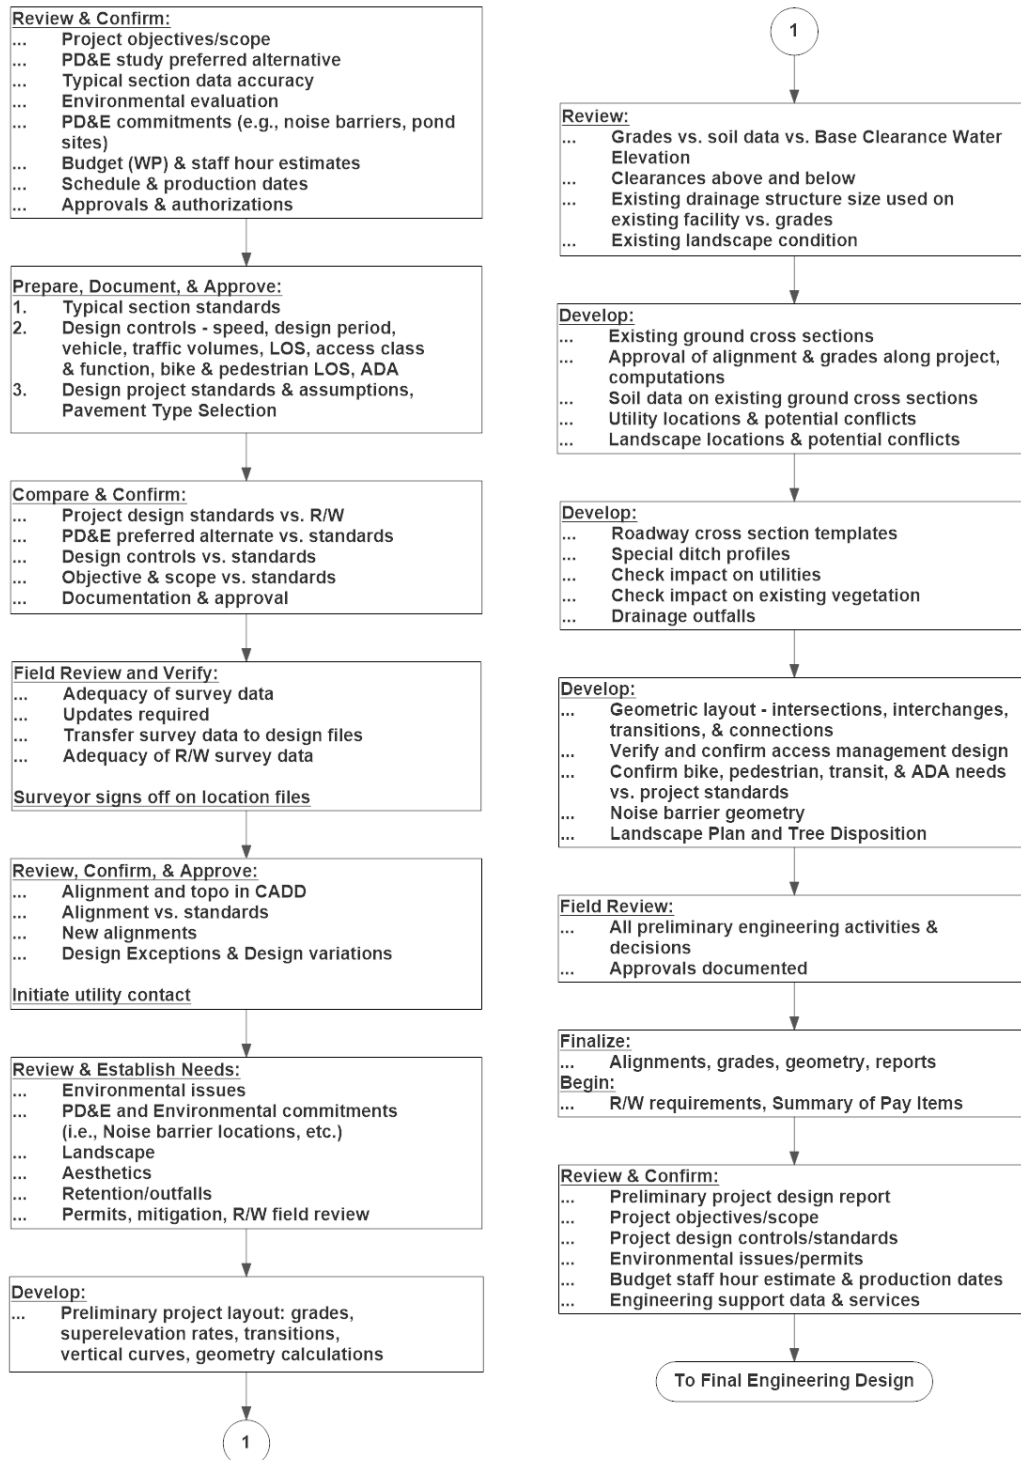 Review & Confirm:
... Project objectives/scope
... PD&E study preferred alternative
... Typical section data accuracy
... Environmental evaluation
... PD&E commitments (e.g., noise barriers, pond
sites)
... Budget (WP) & staff hour estimates
... Schedule & production dates
... Approvals & authorizations
Prepare, Document, & Approve:
1. Typical section standards
2. Design controls - speed, design period,
vehicle, traffic volumes, LOS, access class
& function, bike & pedestrian LOS, ADA
3. Design project standards & assumptions,
Pavement Type Selection
Compare & Confirm:
... Project design standards vs. R/W
... PD&E preferred alternate vs. standards
... Design controls vs. standards
... Objective & scope vs. standards
... Documentation & approval
Field Review and Verify:
... Adequacy of survey data
... Updates required
... Transfer survey data to design files
... Adequacy of R/W survey data
Surveyor signs off on location files
Review, Confirm, & Approve:
... Alignment and topo in CADD
... Alignment vs. standards
... New alignments
... Design Exceptions & Design variations
Initiate utility contact
Review & Establish Needs:
... Environmental issues
... PD&E and Environmental commitments
(i.e., Noise barrier locations, etc.)
... Landscape
... Aesthetics
... Retention/outfalls
... Permits, mitigation, R/W field review
Develop:
... Preliminary project layout: grades,
superelevation rates, transitions,
vertical curves, geometry calculations
1
1
Review:
... Grades vs. soil data vs. Base Clearance Water
Elevation
... Clearances above and below
... Existing drainage structure size used on
existing facility vs. grades
... Existing landscape condition
Develop:
... Existing ground cross sections
... Approval of alignment & grades along project,
computations
... Soil data on existing ground cross sections
... Utility locations & potential conflicts
... Landscape locations & potential conflicts
Develop:
... Roadway cross section templates
... Special ditch profiles
... Check impact on utilities
... Check impact on existing vegetation
... Drainage outfalls
Develop:
... Geometric layout - intersections, interchanges,
transitions, & connections
... Verify and confirm access management design
... Confirm bike, pedestrian, transit, & ADA needs
vs. project standards
... Noise barrier geometry
... Landscape Plan and Tree Disposition
Field Review:
... All preliminary engineering activities &
decisions
... Approvals documented
Finalize:
... Alignments, grades, geometry, reports
Begin:
... R/W requirements, Summary of Pay Items
Review & Confirm:
... Preliminary project design report
... Project objectives/scope
... Project design controls/standards
... Environmental issues/permits
... Budget staff hour estimate & production dates
... Engineering support data & services
To Final Engineering Design